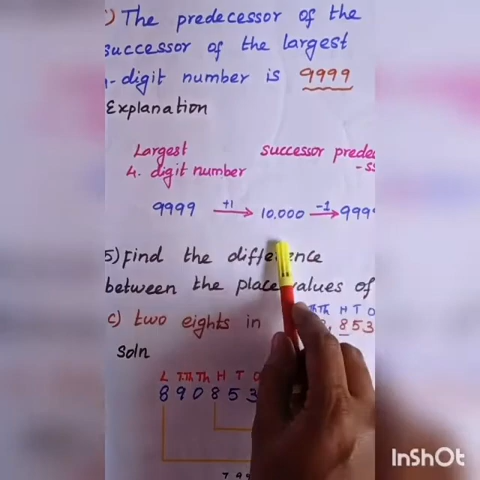 The predecessor of the
successor of the largest
digit number is 9999
Explanation
Largest
4. digit number
successor
9999 +1 10,000 -1
5) Find the difference
between the place values of
Th H T O
c) two eights in 853
Soln
L T.Th Th H T O
8 9 0 8 5 3
InShOt